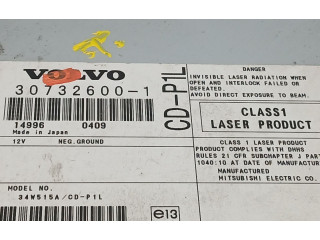 VOLVO
30732600-1
14996 0409
Made in Japan
12V NEG.GROUND
MODEL NO.
34W515A/CD-P1L
CD-P1L
DANGER
INVISIBLE LASER RADIATION WHEN
OPEN AND INTERLOCK FAILED OR
DEFEATED.
AVOID DIRECT EXPOSURE TO BEAM.
CLASS1
LASER PRODUCT
CLASS 1 LASER PRODUCT
PRODUCT COMPLIES WITH DHHS
RULES 21 CFR SUBCHAPTER J PART
1040:10 AT DATE OF MANUFACTURE
MANUFACTURED
MITSUBISHI ELECTRIC CO.
e13